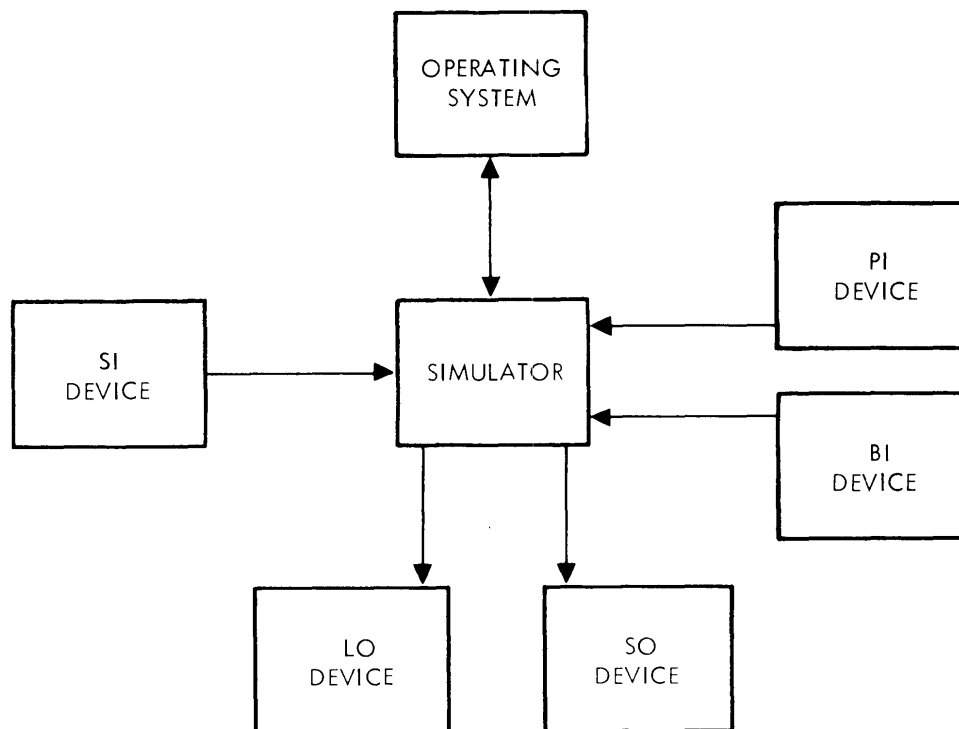 OPERATING
SYSTEM
PI
DEVICE
SI
DEVICE
SIMULATOR
BI
DEVICE
LO
DEVICE
SO
DEVICE